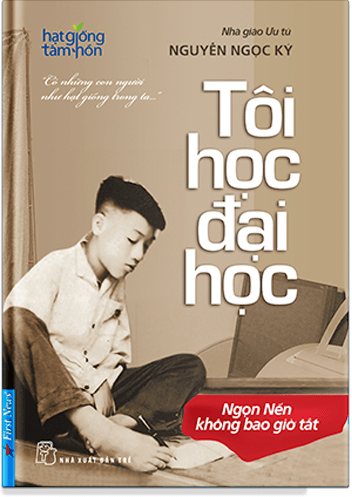 hạt giống
tâm hồn
Nhà giáo Ưu tú
NGUYỄN NGỌC KÝ
"Có những con người
như hạt giống trong ta..."
Tôi
học
đại
học
Ngọn Nến
không bao giờ tắt
First News
NHÀ XUẤT BẢN TRẺ